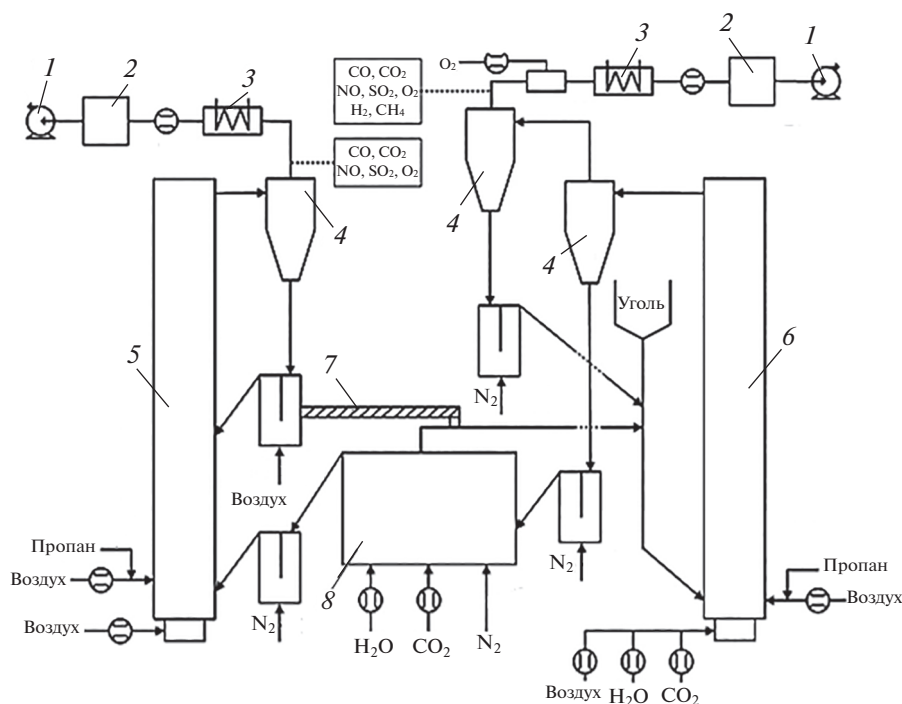 1
2
3
O₂
CO, CO₂
NO, SO₂, O₂
H₂, CH₄
3
2
1
CO, CO₂
NO, SO₂, O₂
4
4
4
Уголь
5
7
6
N₂
Воздух
8
N₂
Пропан
Воздух
Воздух
N₂
H₂O
CO₂
N₂
Пропан
Воздух
Воздух
H₂O
CO₂